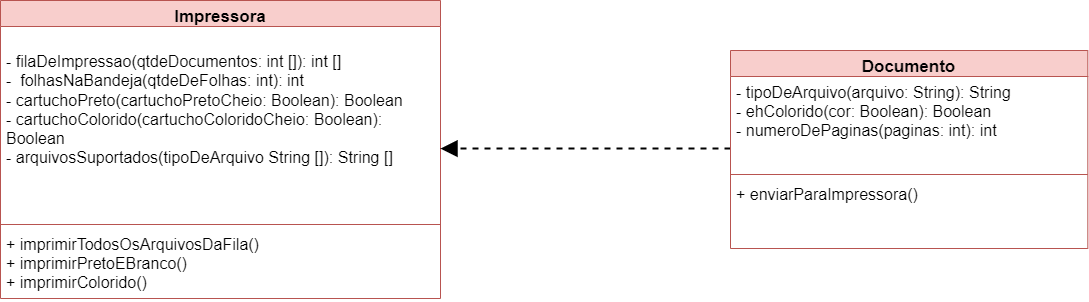 Impressora
- filaDeImpressao(qtdeDocumentos: int []): int []
-  folhasNaBandeja(qtdeDeFolhas: int): int
- cartuchoPreto(cartuchoPretoCheio: Boolean): Boolean
- cartuchoColorido(cartuchoColoridoCheio: Boolean):
Boolean
- arquivosSuportados(tipoDeArquivo String []): String []
+ imprimirTodosOsArquivosDaFila()
+ imprimirPretoEBranco()
+ imprimirColorido()
Documento
- tipoDeArquivo(arquivo: String): String
- ehColorido(cor: Boolean): Boolean
- numeroDePaginas(paginas: int): int
+ enviarParaImpressora()